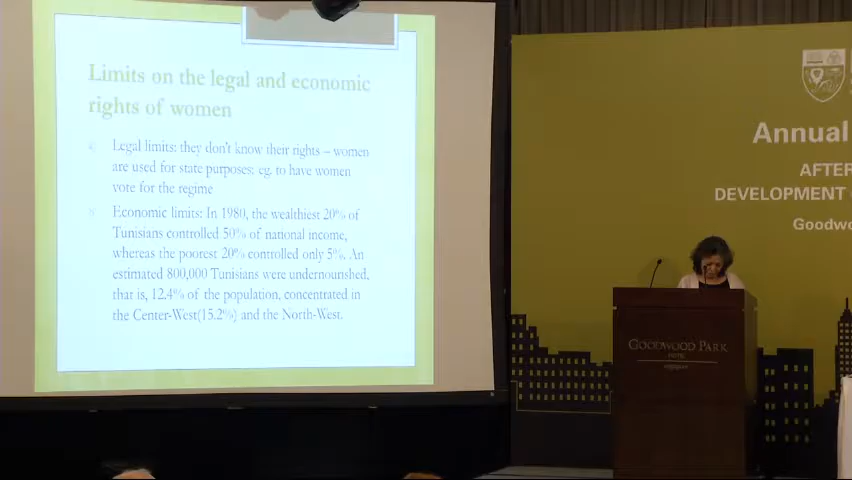 Limits on the legal and economic
rights of women
a) Legal limits: they don't know their rights – women
are used for state purposes: eg. to have women
vote for the regime
Economic limits: In 1980, the wealthiest 20% of
Tunisians controlled 50% of national income,
whereas the poorest 20% controlled only 5%. An
estimated 800,000 Tunisians were undernourished,
that is, 12.4% of the population, concentrated in
the Center-West(15.2%) and the North-West.
Annual
AFTER
DEVELOPMENT
Goodwo
GOODWOOD PARK
HOTEL